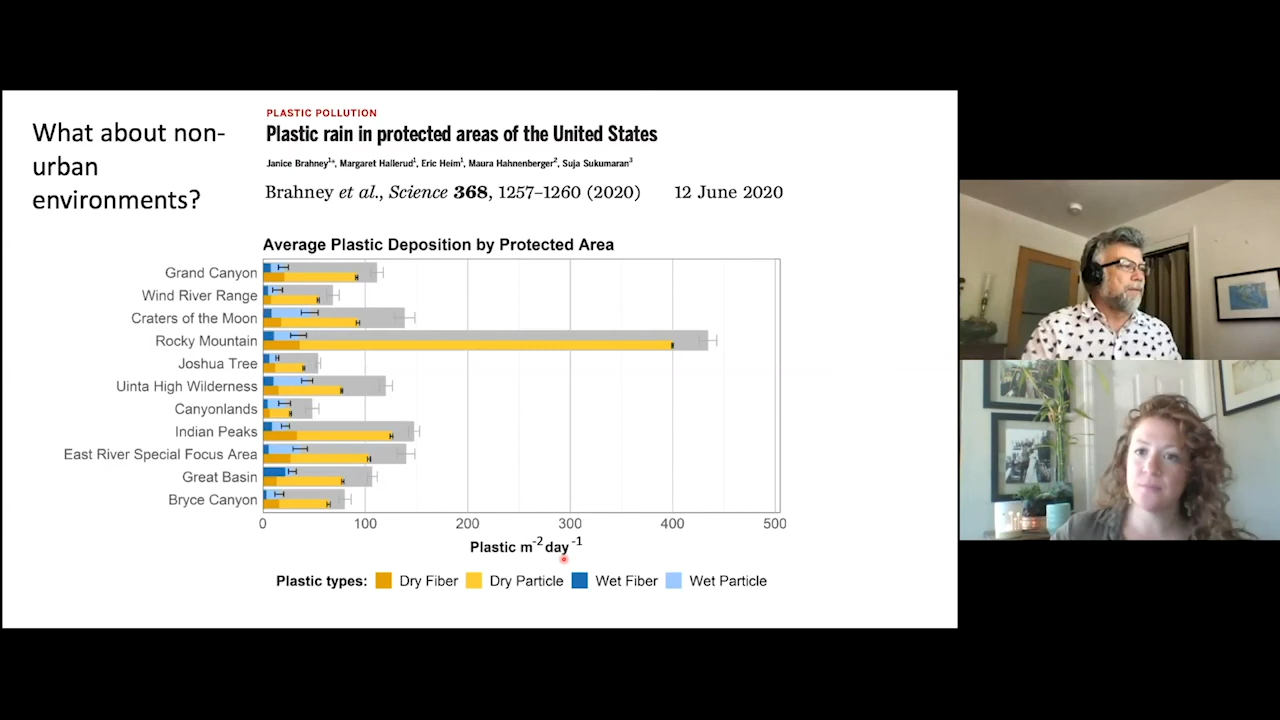 What about non-
urban
environments?
PLASTIC POLLUTION
Plastic rain in protected areas of the United States
Janice Brahney1*, Margaret Hallerud1, Eric Heim1, Maura Hahnenberger2, Suja Sukumaran3
Brahney et al., Science 368, 1257–1260 (2020) 12 June 2020
Average Plastic Deposition by Protected Area
Grand Canyon
Wind River Range
Craters of the Moon
Rocky Mountain
Joshua Tree
Uinta High Wilderness
Canyonlands
Indian Peaks
East River Special Focus Area
Great Basin
Bryce Canyon
0 100 200 300 400 500
Plastic m-2 day-1
Plastic types: Dry Fiber Dry Particle Wet Fiber Wet Particle